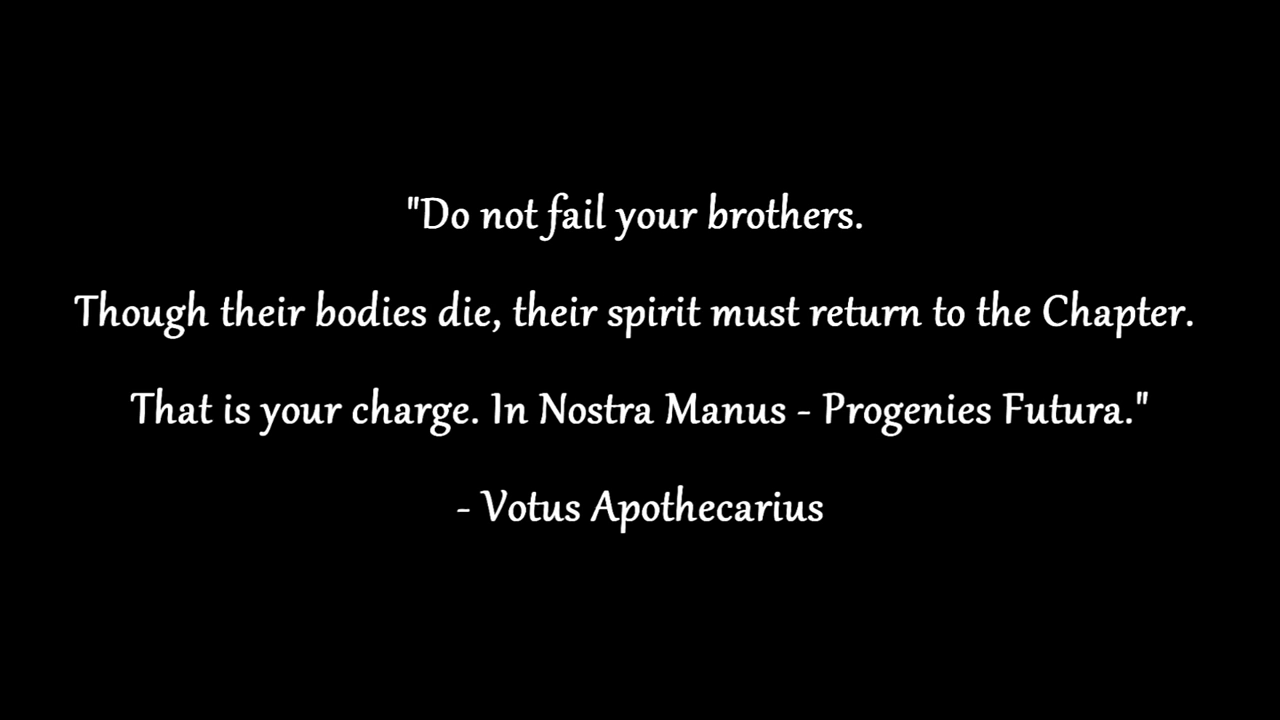 "Do not fail your brothers.
Though their bodies die, their spirit must return to the Chapter.
That is your charge. In Nostra Manus - Progenies Futura."
- Votus Apothecarius